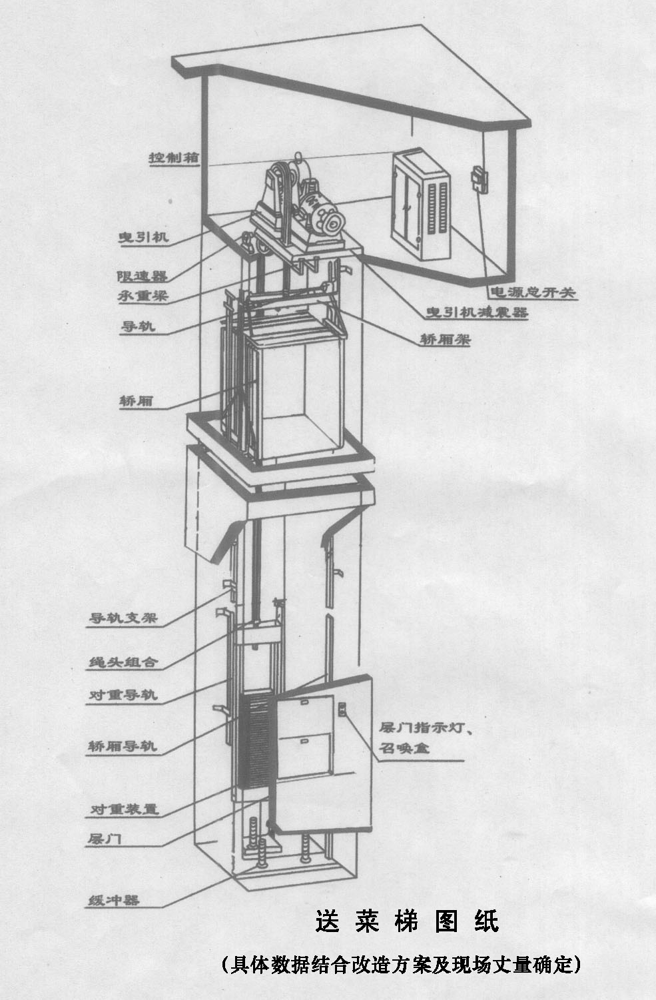 控制箱
曳引机
限速器
承重梁
导轨
轿厢
电源总开关
曳引机减震器
轿厢架
导轨支架
绳头组合
对重导轨
轿厢导轨
对重装置
层门
缓冲器
层门指示灯、
召唤盒
送菜梯图纸
（具体数据结合改造方案及现场丈量确定）